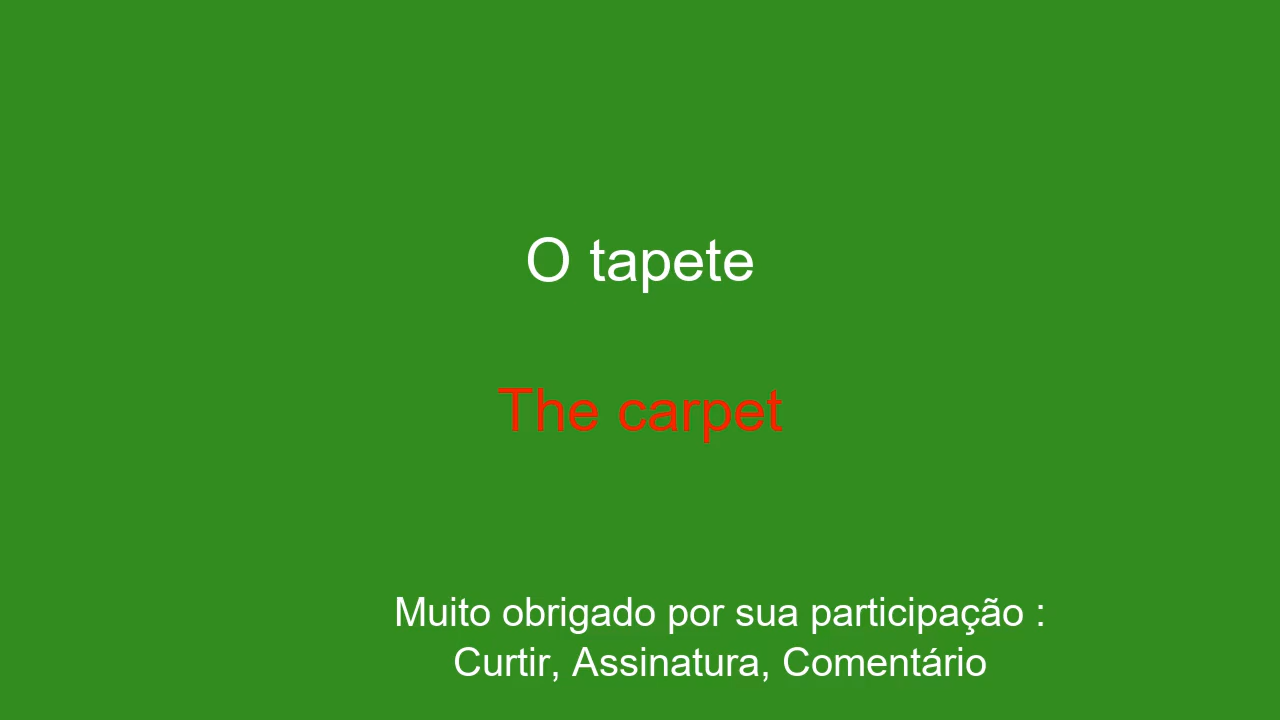 O tapete
The carpet
Muito obrigado por sua participação :
Curtir, Assinatura, Comentário